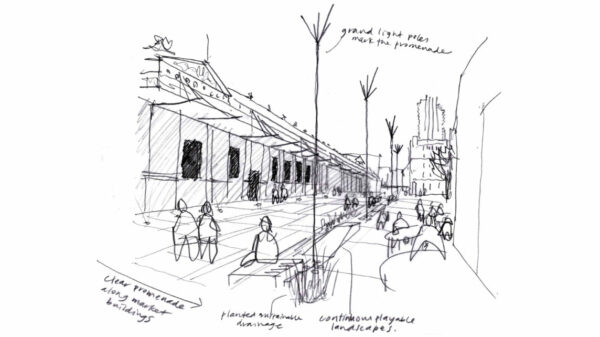 grand light poles
mark the promenade
clear promenade
along market
buildings
planted sustainable
drainage
continuous playable
landscapes.